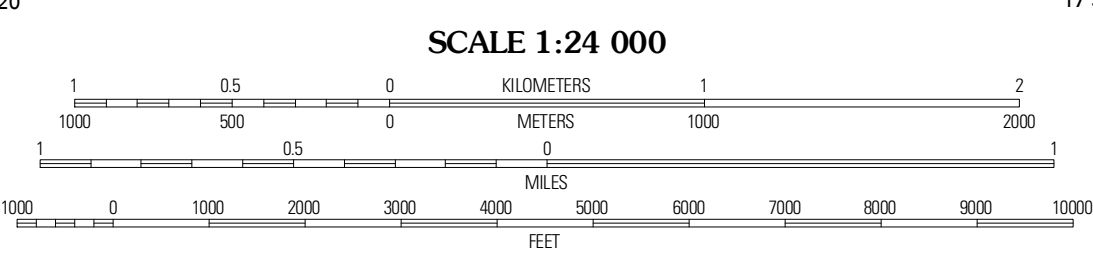 SCALE 1:24 000
1 0.5 0 KILOMETERS 1 2
1000 500 0 METERS 1000 2000
1 0.5 0 1
MILES
1000 0 1000 2000 3000 4000 5000 6000 7000 8000 9000 10000
FEET